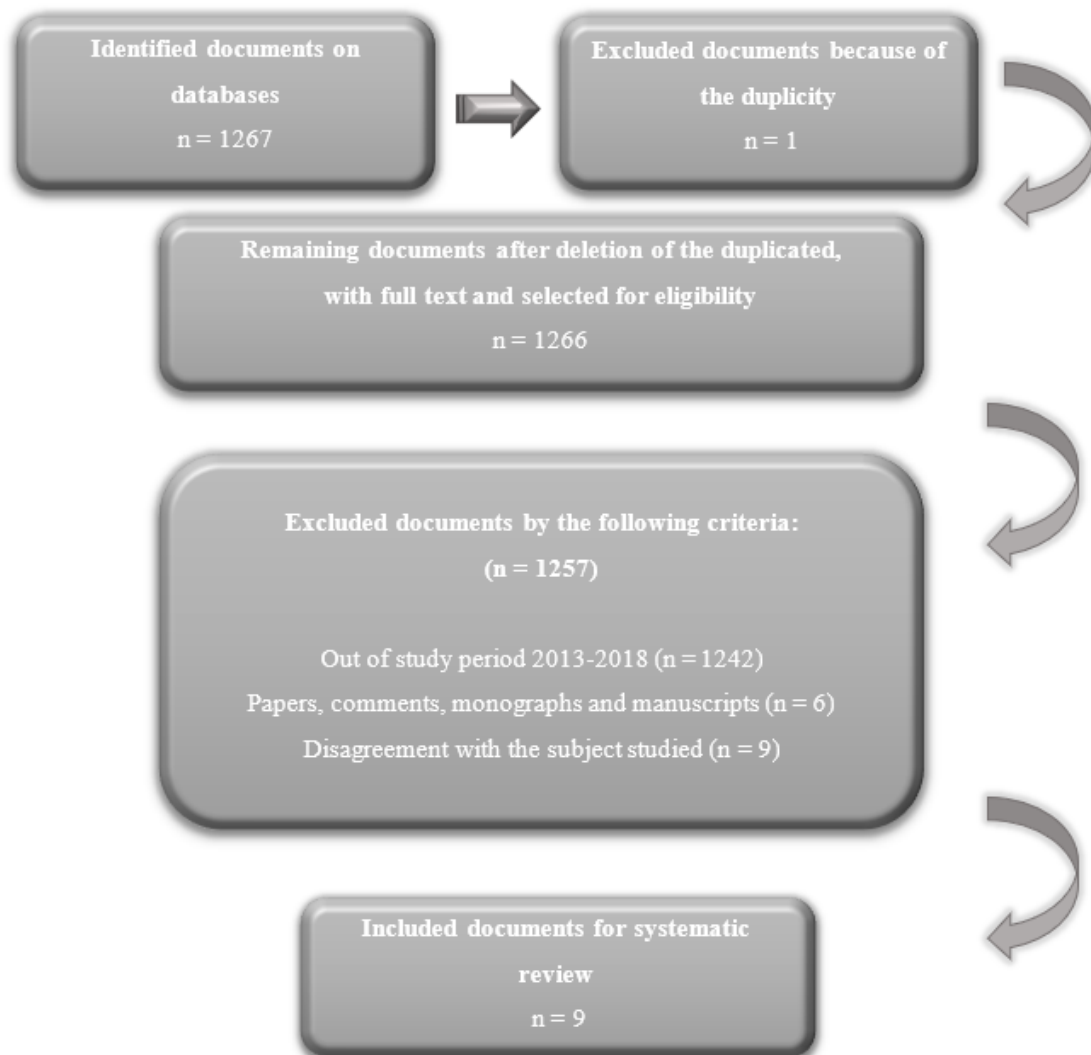 Identified documents on
databases
n = 1267
Excluded documents because of
the duplicity
n = 1
Remaining documents after deletion of the duplicated,
with full text and selected for eligibility
n = 1266
Excluded documents by the following criteria:
(n = 1257)
Out of study period 2013-2018 (n = 1242)
Papers, comments, monographs and manuscripts (n = 6)
Disagreement with the subject studied (n = 9)
Included documents for systematic
review
n = 9